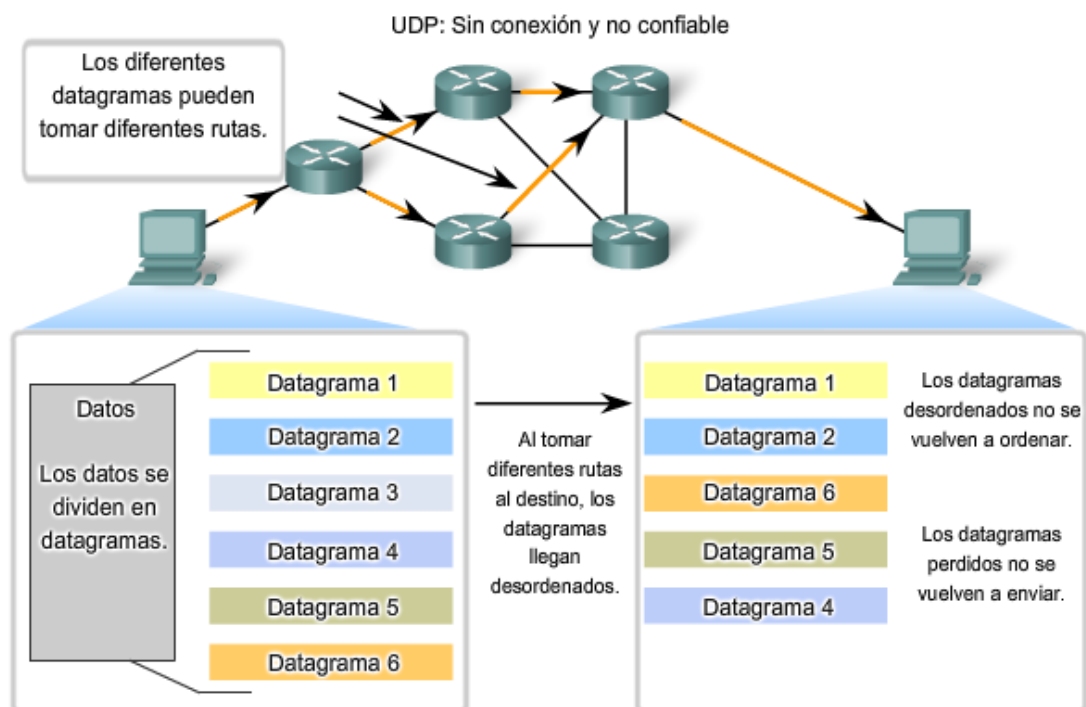 UDP: Sin conexión y no confiable
Los diferentes
datagramas pueden
tomar diferentes rutas.
Datos
Los datos se
dividen en
datagramas.
Datagrama 1
Datagrama 2
Datagrama 3
Datagrama 4
Datagrama 5
Datagrama 6
Al tomar
diferentes rutas
al destino, los
datagramas
llegan
desordenados.
Datagrama 1
Datagrama 2
Datagrama 6
Datagrama 5
Datagrama 4
Los datagramas
desordenados no se
vuelven a ordenar.
Los datagramas
perdidos no se
vuelven a enviar.